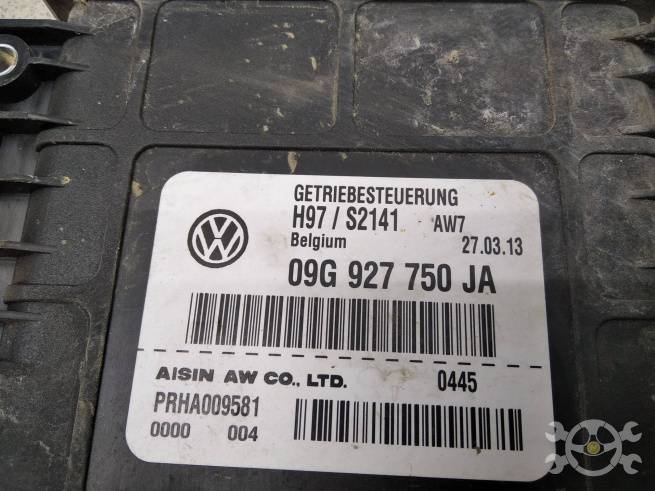 GETRIEBESTEUERUNG
H97 / S2141 AW7
Belgium 27.03.13
09G 927 750 JA
AISIN AW CO., LTD. 0445
PRHA009581
0000 004